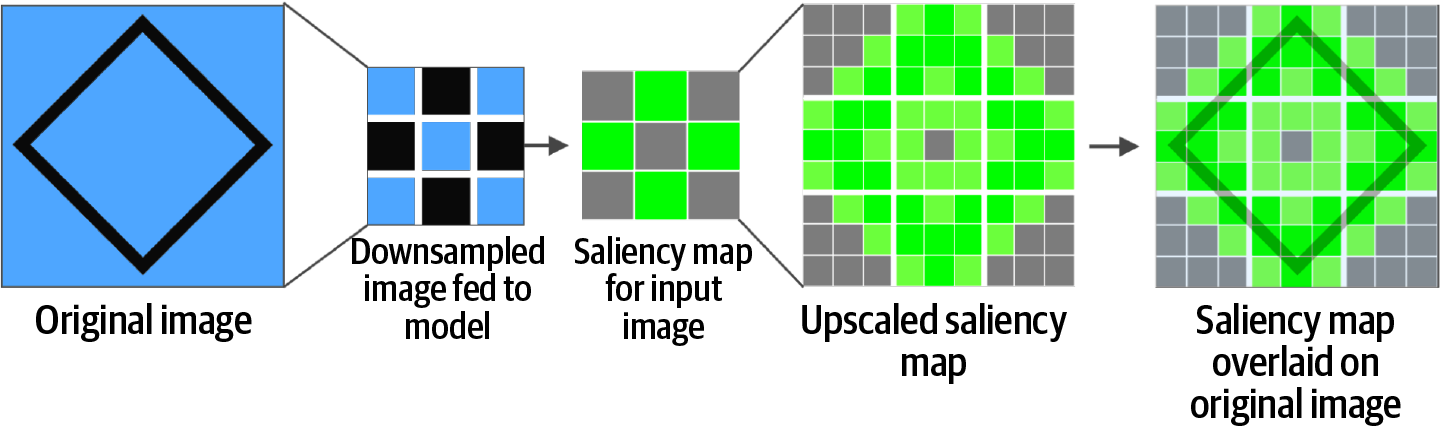 Original image
Downsampled
image fed to
model
Saliency map
for input
image
Upscaled saliency
map
Saliency map
overlaid on
original image